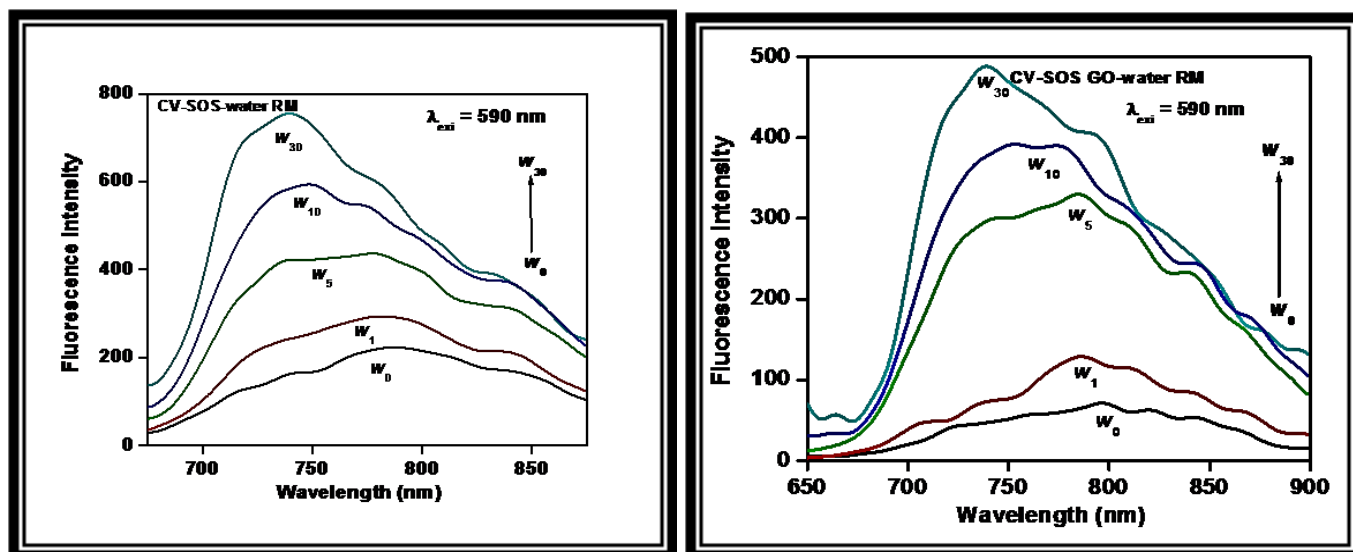 800
600
400
200
0
700
750
800
850
Fluorescence Intensity
Wavelength (nm)
CV-SOS-water RM
λexi = 590 nm
W30
W10
W5
W1
W0
W30
W0
500
400
300
200
100
0
650
700
750
800
850
900
Fluorescence Intensity
Wavelength (nm)
CV-SOS GO-water RM
λexi = 590 nm
W30
W10
W5
W1
W0
W30
W0